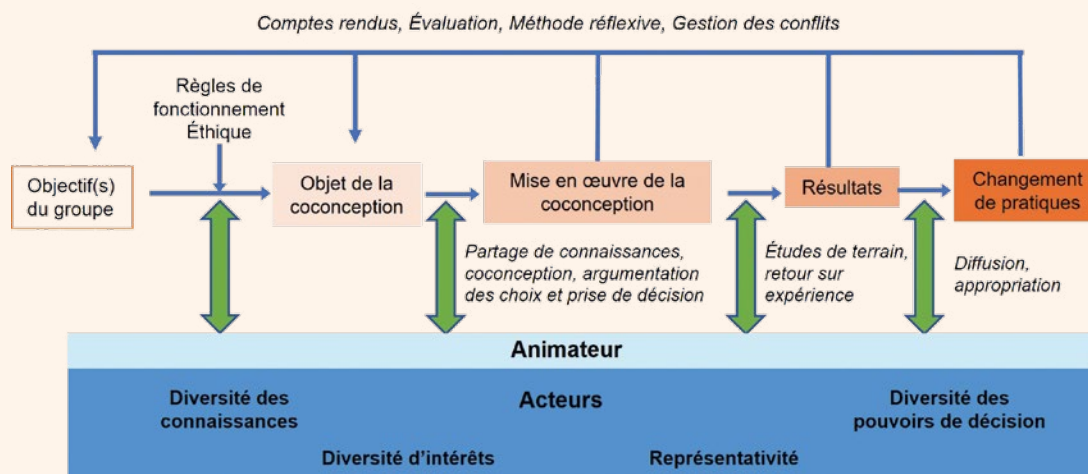 Comptes rendus, Évaluation, Méthode réflexive, Gestion des conflits
Règles de
fonctionnement
Éthique
Objectif(s)
du groupe
Objet de la
coconception
Mise en œuvre de la
coconception
Résultats
Changement
de pratiques
Partage de connaissances,
coconception, argumentation
des choix et prise de décision
Études de terrain,
retour sur
expérience
Diffusion,
appropriation
Animateur
Diversité des
connaissances
Acteurs
Diversité des
pouvoirs de décision
Diversité d'intérêts
Représentativité